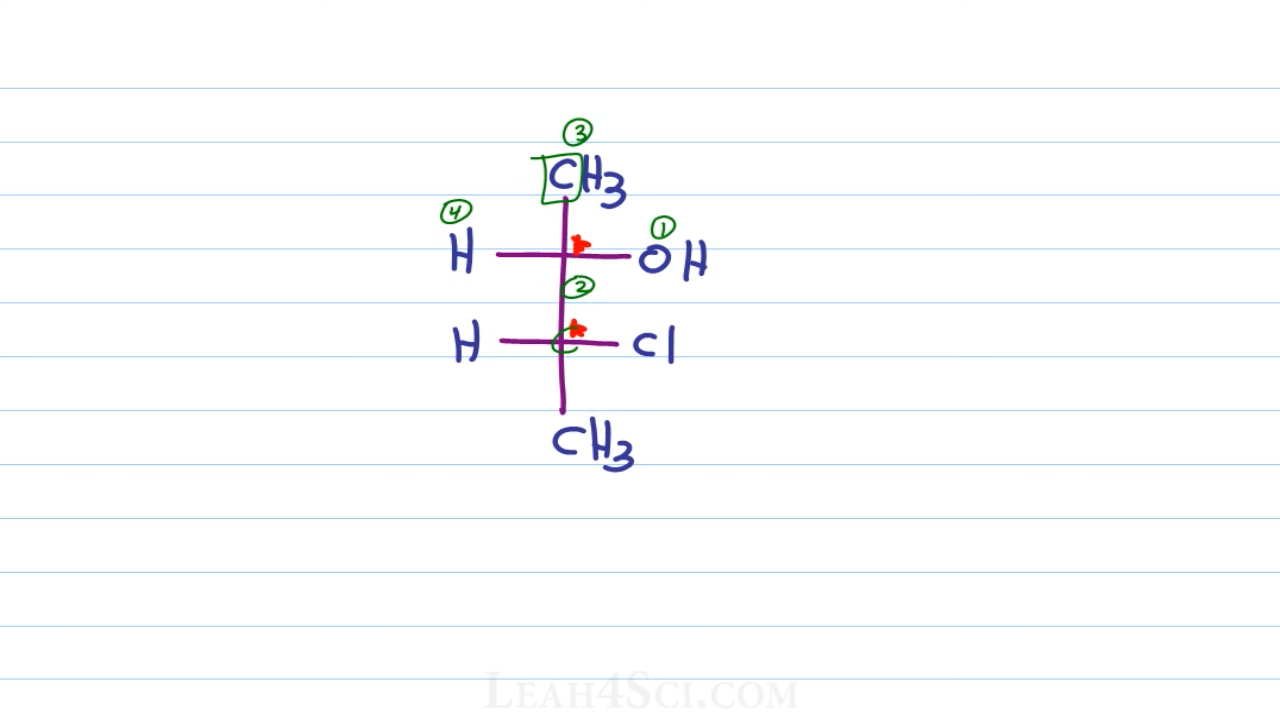 ③
CH3
④ ①
H OH
②
H Cl
CH3
LEAH4SCI.COM